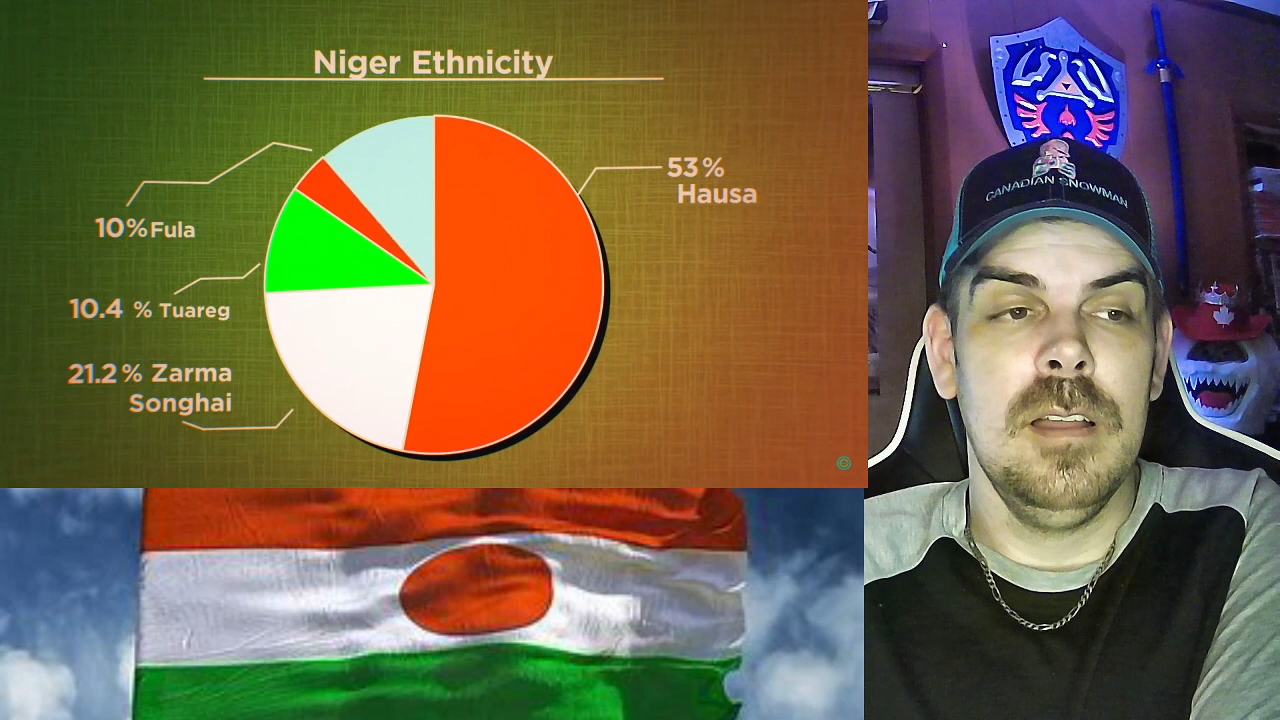 Niger Ethnicity
53%
Hausa
10% Fula
10.4 % Tuareg
21.2% Zarma
Songhai
©
CANADIAN SNOWMAN